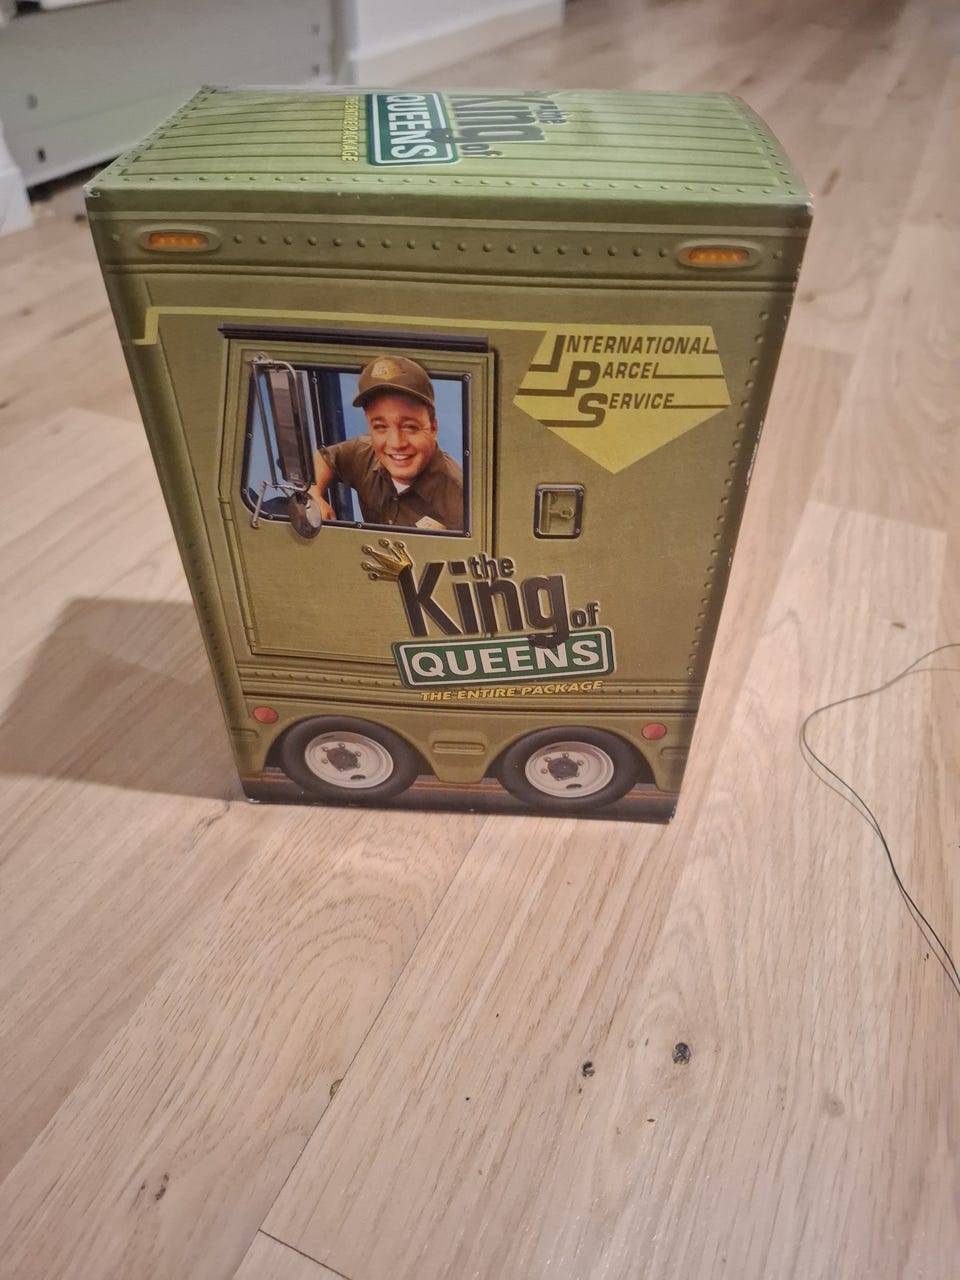 the
King of
QUEENS
THE ENTIRE PACKAGE
INTERNATIONAL
PARCEL
SERVICE
the
King of
QUEENS
THE ENTIRE PACKAGE